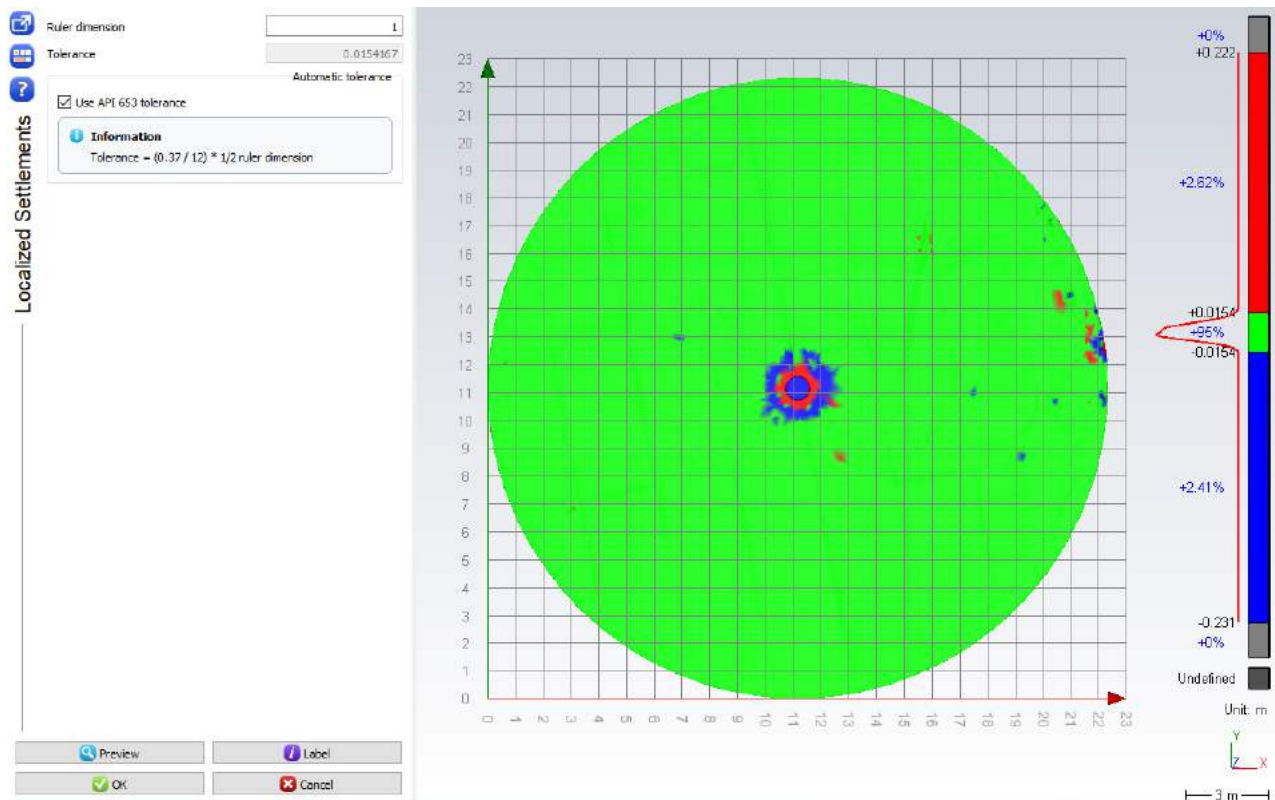 Ruler dimension
1
Tolerance
0.0154167
Automatic tolerance
Use API 653 tolerance
Information
Tolerance = (0.37 / 12) * 1/2 ruler dimension
Localized Settlements
Preview
Label
OK
Cancel
23
22
21
20
19
18
17
16
15
14
13
12
11
10
9
8
7
6
5
4
3
2
1
0
0 1 2 3 4 5 6 7 8 9 10 11 12 13 14 15 16 17 18 19 20 21 22 23
+0%
+0.222
+2.62%
+0.0154
+95%
-0.0154
+2.41%
-0.231
+0%
Undefined
Unit: m
Y
Z X
3 m